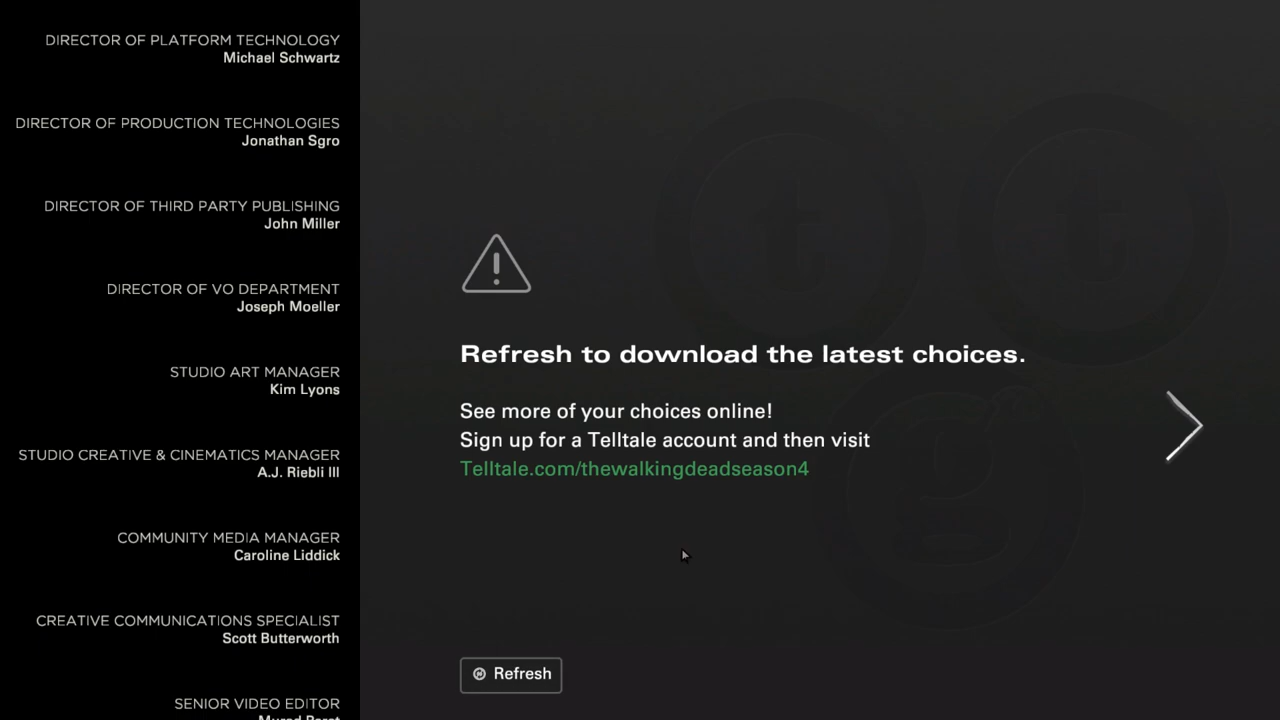 DIRECTOR OF PLATFORM TECHNOLOGY
Michael Schwartz
DIRECTOR OF PRODUCTION TECHNOLOGIES
Jonathan Sgro
DIRECTOR OF THIRD PARTY PUBLISHING
John Miller
DIRECTOR OF VO DEPARTMENT
Joseph Moeller
STUDIO ART MANAGER
Kim Lyons
STUDIO CREATIVE & CINEMATICS MANAGER
A.J. Riebli III
COMMUNITY MEDIA MANAGER
Caroline Liddick
CREATIVE COMMUNICATIONS SPECIALIST
Scott Butterworth
SENIOR VIDEO EDITOR
t t g
Refresh to download the latest choices.
See more of your choices online!
Sign up for a Telltale account and then visit
Telltale.com/thewalkingdeadseason4
Refresh